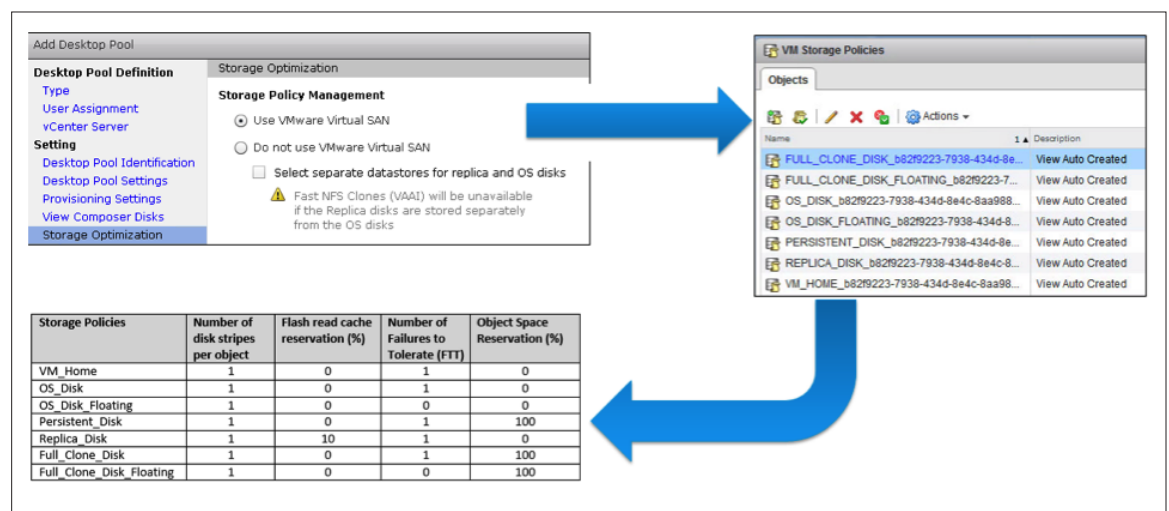 Add Desktop Pool
Desktop Pool Definition
Type
User Assignment
vCenter Server
Setting
Desktop Pool Identification
Desktop Pool Settings
Provisioning Settings
View Composer Disks
Storage Optimization
Storage Optimization
Storage Policy Management
Use VMware Virtual SAN
Do not use VMware Virtual SAN
Select separate datastores for replica and OS disks
Fast NFS Clones (VAAI) will be unavailable
if the Replica disks are stored separately
from the OS disks
VM Storage Policies
Objects
Actions
Name 1 Description
FULL_CLONE_DISK_b82f9223-7938-434d-8e... View Auto Created
FULL_CLONE_DISK_FLOATING_b82f9223-7... View Auto Created
OS_DISK_b82f9223-7938-434d-8e4c-8aa988... View Auto Created
OS_DISK_FLOATING_b82f9223-7938-434d-8... View Auto Created
PERSISTENT_DISK_b82f9223-7938-434d-8e... View Auto Created
REPLICA_DISK_b82f9223-7938-434d-8e4c-8... View Auto Created
VM_HOME_b82f9223-7938-434d-8e4c-8aa98... View Auto Created
Storage Policies Number of disk stripes per object Flash read cache reservation (%) Number of Failures to Tolerate (FTT) Object Space Reservation (%)
VM_Home 1 0 1 0
OS_Disk 1 0 1 0
OS_Disk_Floating 1 0 0 0
Persistent_Disk 1 0 1 100
Replica_Disk 1 10 1 0
Full_Clone_Disk 1 0 1 100
Full_Clone_Disk_Floating 1 0 0 100